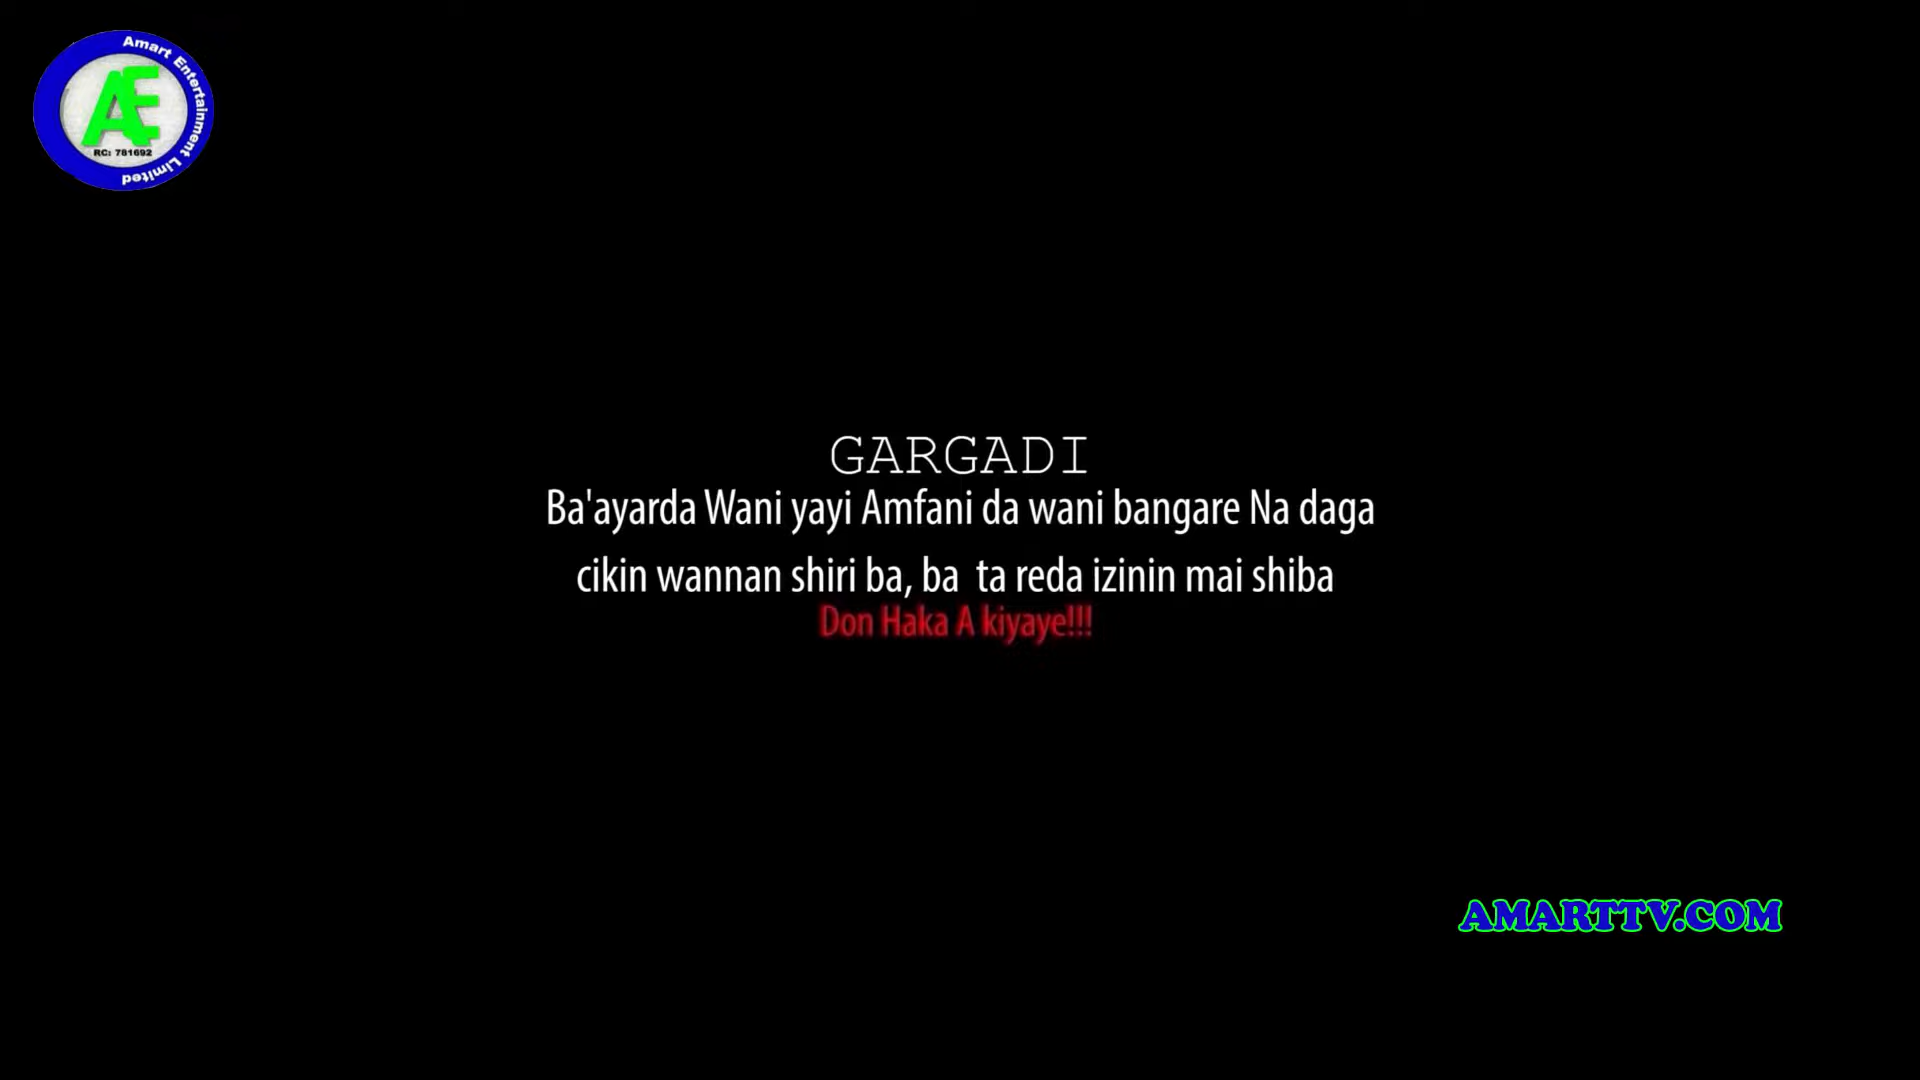 Amart Entertainment Limited
AE
RC: 781692
GARGADI
Ba'ayarda Wani yayi Amfani da wani bangare Na daga
cikin wannan shiri ba, ba ta reda izinin mai shiba
Don Haka A kiyaye!!!
AMARTTV.COM